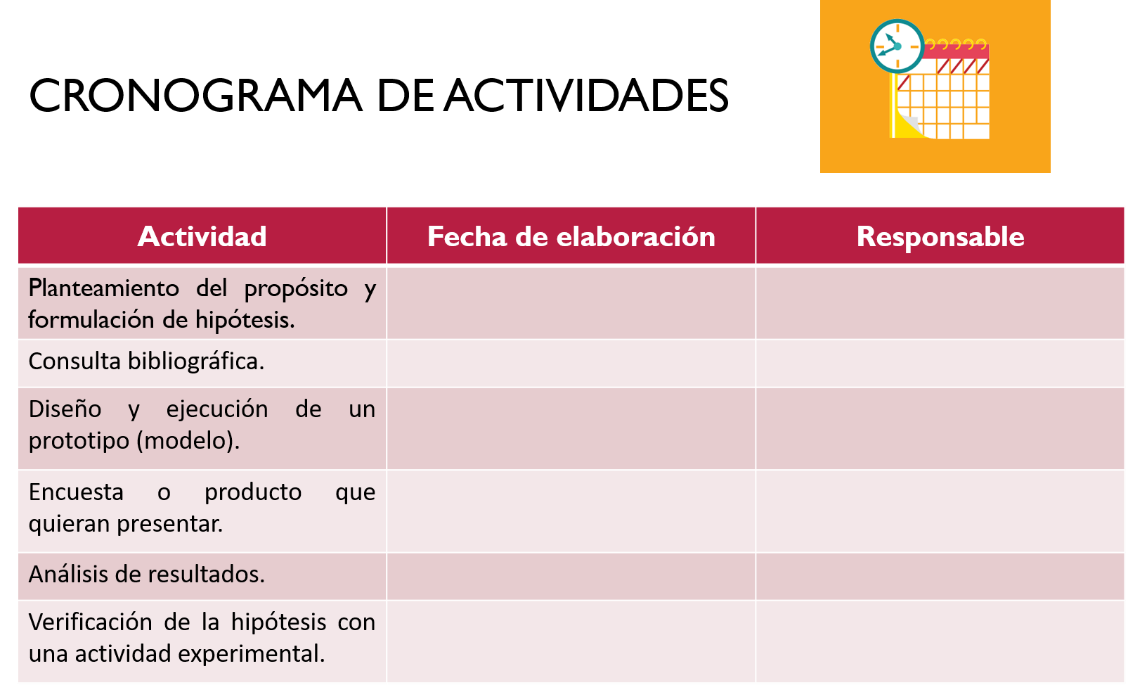 CRONOGRAMA DE ACTIVIDADES
Actividad
Fecha de elaboración
Responsable
Planteamiento del propósito y
formulación de hipótesis.
Consulta bibliográfica.
Diseño y ejecución de un
prototipo (modelo).
Encuesta o producto que
quieran presentar.
Análisis de resultados.
Verificación de la hipótesis con
una actividad experimental.